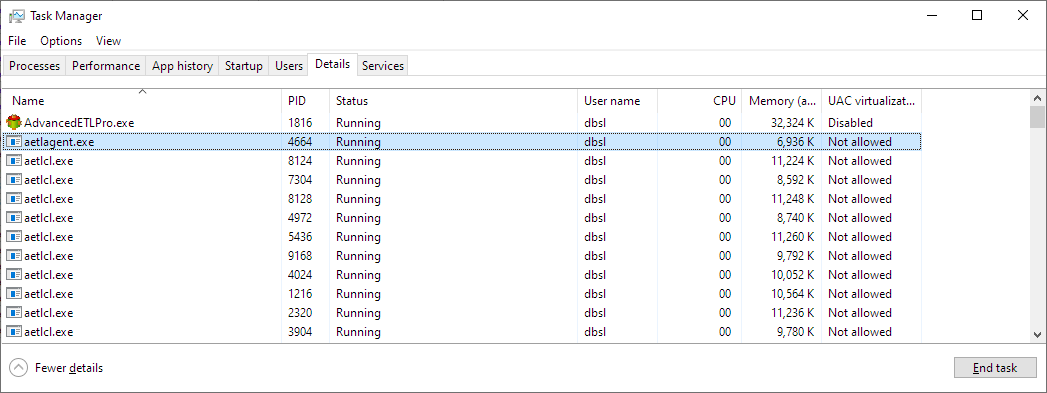 Task Manager
File Options View
Processes Performance App history Startup Users Details Services
Name PID Status User name CPU Memory (a... UAC virtualizat...
AdvancedETLPro.exe 1816 Running dbsl 00 32,324 K Disabled
aetlagent.exe 4664 Running dbsl 00 6,936 K Not allowed
aetlcl.exe 8124 Running dbsl 00 11,224 K Not allowed
aetlcl.exe 7304 Running dbsl 00 8,592 K Not allowed
aetlcl.exe 8128 Running dbsl 00 11,248 K Not allowed
aetlcl.exe 4972 Running dbsl 00 8,740 K Not allowed
aetlcl.exe 5436 Running dbsl 00 11,260 K Not allowed
aetlcl.exe 9168 Running dbsl 00 9,792 K Not allowed
aetlcl.exe 4024 Running dbsl 00 10,052 K Not allowed
aetlcl.exe 1216 Running dbsl 00 10,564 K Not allowed
aetlcl.exe 2320 Running dbsl 00 11,236 K Not allowed
aetlcl.exe 3904 Running dbsl 00 9,780 K Not allowed
Fewer details End task